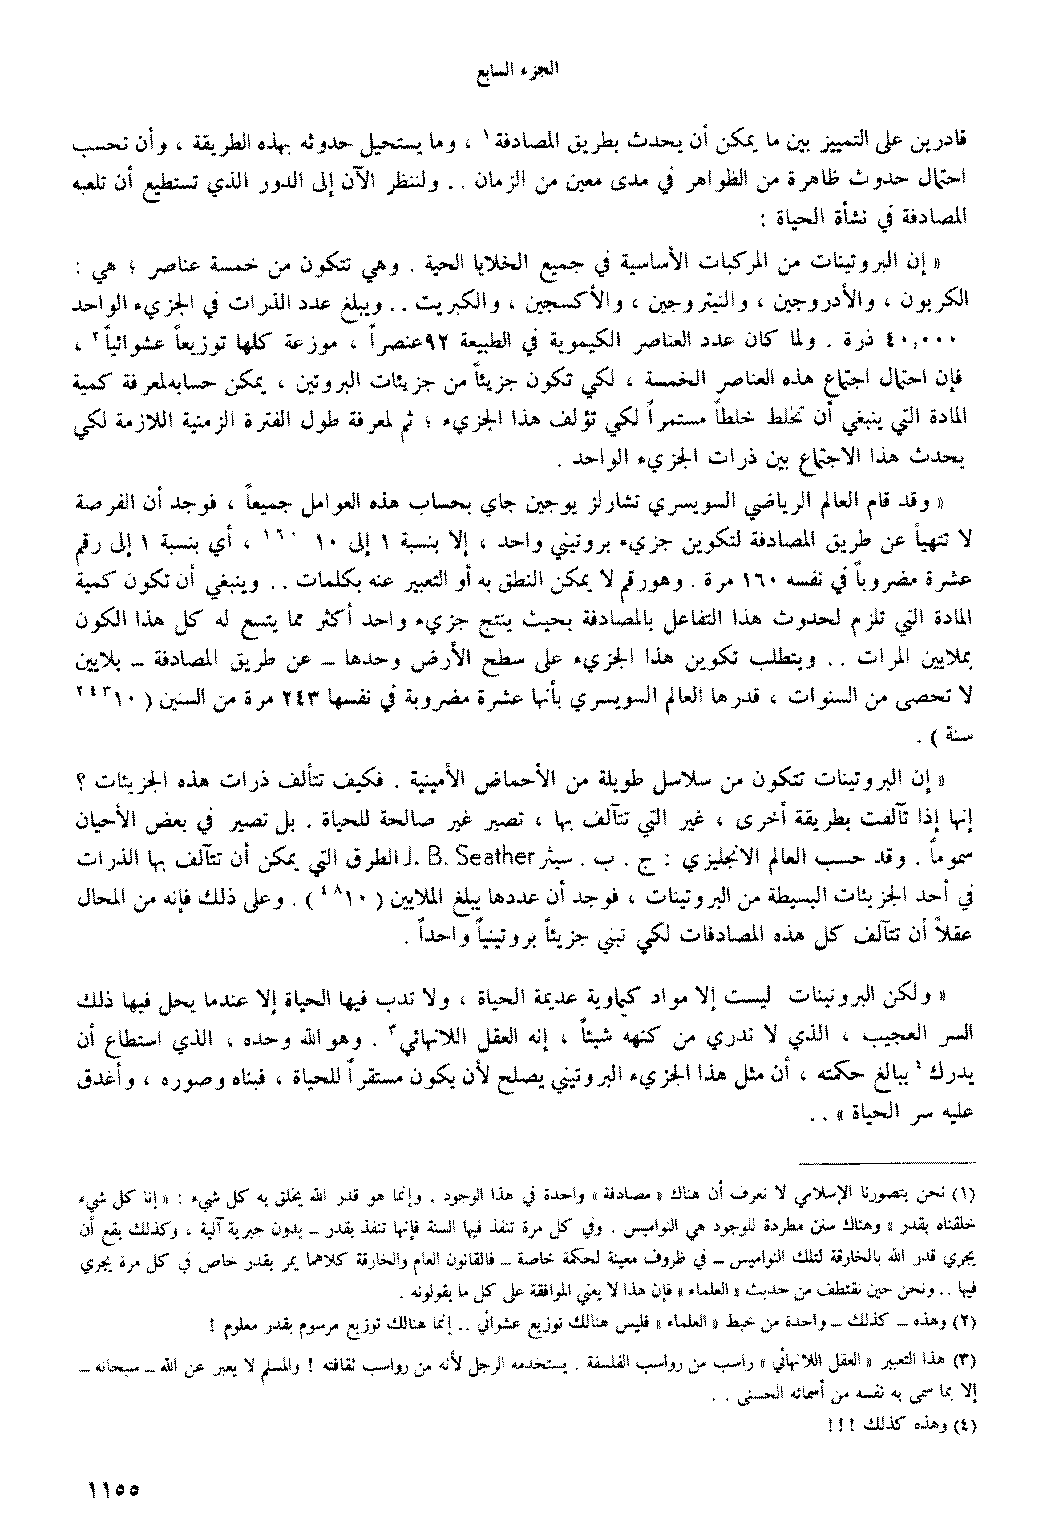 الجزء السابع
قادرين على التمييز بين ما يمكن أن يحدث بطريق المصادفة ١ ، وما يستحيل حدوثه بهذه الطريقة ، وأن نحسب
احتمال حدوث ظاهرة من الظواهر في مدى معين من الزمان .. ولننظر الآن إلى الدور الذي تستطيع أن تلعبه
المصادفة في نشأة الحياة :
« إن البروتينات من المركبات الأساسية في جميع الخلايا الحية . وهي تتكون من خمسة عناصر ؛ هي :
الكربون ، والأدروجين ، والنيتروجين ، والأكسجين ، والكبريت .. ويبلغ عدد الذرات في الجزيء الواحد
٤٠,٠٠٠ ذرة . ولما كان عدد العناصر الكيموية في الطبيعة ٩٢ عنصراً ، موزعة كلها توزيعاً عشوائياً ٢ ،
فإن احتمال اجتماع هذه العناصر الخمسة ، لكي تكون جزيئاً من جزيئات البروتين ، يمكن حسابه لمعرفة كمية
المادة التي ينبغي أن تخلط خلطاً مستمراً لكي تؤلف هذا الجزيء ؛ ثم لمعرفة طول الفترة الزمنية اللازمة لكي
يحدث هذا الاجتماع بين ذرات الجزيء الواحد .
« وقد قام العالم الرياضي السويسري تشارلز يوجين جاي بحساب هذه العوامل جميعاً ، فوجد أن الفرصة
لا تتهيأ عن طريق المصادفة لتكوين جزيء بروتيني واحد ، إلا بنسبة ١ إلى ١٠ ١٦٠ ، أي بنسبة ١ إلى رقم
عشرة مضروباً في نفسه ١٦٠ مرة . وهو رقم لا يمكن النطق به أو التعبير عنه بكلمات .. وينبغي أن تكون كمية
المادة التي تلزم لحدوث هذا التفاعل بالمصادفة بحيث ينتج جزيء واحد أكثر مما يتسع له كل هذا الكون
بملايين المرات .. ويتطلب تكوين هذا الجزيء على سطح الأرض وحدها – عن طريق المصادفة – بلايين
لا تحصى من السنوات ، قدرها العالم السويسري بأنها عشرة مضروبة في نفسها ٢٤٣ مرة من السنين ( ١٠ ٢٤٣
سنة ) .
« إن البروتينات تتكون من سلاسل طويلة من الأحماض الأمينية . فكيف تتألف ذرات هذه الجزيئات ؟
إنها إذا تآلفت بطريقة أخرى ، غير التي تتآلف بها ، تصير غير صالحة للحياة . بل تصير في بعض الأحيان
سموماً . وقد حسب العالم الانجليزي : ج . ب . سيثر J. B. Seather الطرق التي يمكن أن تتآلف بها الذرات
في أحد الجزيئات البسيطة من البروتينات ، فوجد أن عددها يبلغ الملايين ( ١٠ ٤٨ ) . وعلى ذلك فإنه من المحال
عقلاً أن تتآلف كل هذه المصادفات لكي تبني جزيئاً بروتينياً واحداً .
« ولكن البروتينات ليست إلا مواد كيماوية عديمة الحياة ، ولا تدب فيها الحياة إلا عندما يحل فيها ذلك
السر العجيب ، الذي لا ندري من كنهه شيئاً ، إنه العقل اللانهائي ٣ . وهو الله وحده ، الذي استطاع أن
يدرك ٤ ببالغ حكمته ، أن مثل هذا الجزيء البروتيني يصلح لأن يكون مستقراً للحياة ، فبناه وصوره ، وأغدق
عليه سر الحياة » ..
(١) نحن بتصورنا الإسلامي لا نعرف أن هناك « مصادفة » واحدة في هذا الوجود . وإنما هو قدر الله يخلق به كل شيء : « إنا كل شيء
خلقناه بقدر » وهناك سنن مطردة للوجود هي النواميس . وفي كل مرة تنفذ فيها السنة فإنها تنفذ بقدر – بدون جبرية آلية ، وكذلك يقع أن
يجري قدر الله بالخارقة لتلك النواميس – في ظروف معينة لحكمة خاصة – فالقانون العام والخارقة كلاهما يمر بقدر خاص في كل مرة يجري
فيها .. ونحن حين نقتطف من حديث « العلماء » فإن هذا لا يعني الموافقة على كل ما يقولونه .
(٢) وهذه – كذلك – واحدة من خبط « العلماء » فليس هنالك توزيع عشوائي .. إنما هنالك توزيع مرسوم بقدر معلوم !
(٣) هذا التعبير « العقل اللانهائي » راسب من رواسب الفلسفة . يستخدمه الرجل لأنه من رواسب ثقافته ! والمسلم لا يعبر عن الله – سبحانه –
إلا بما سمى به نفسه من أسمائه الحسنى . .
(٤) وهذه كذلك !!!
١١٥٥